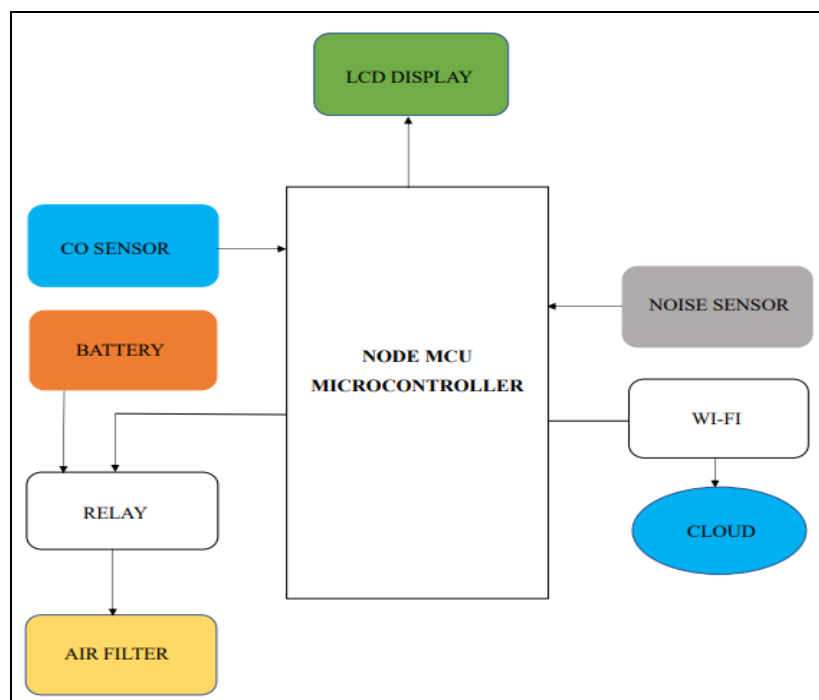 LCD DISPLAY
CO SENSOR
NOISE SENSOR
BATTERY
NODE MCU
MICROCONTROLLER
WI-FI
RELAY
CLOUD
AIR FILTER